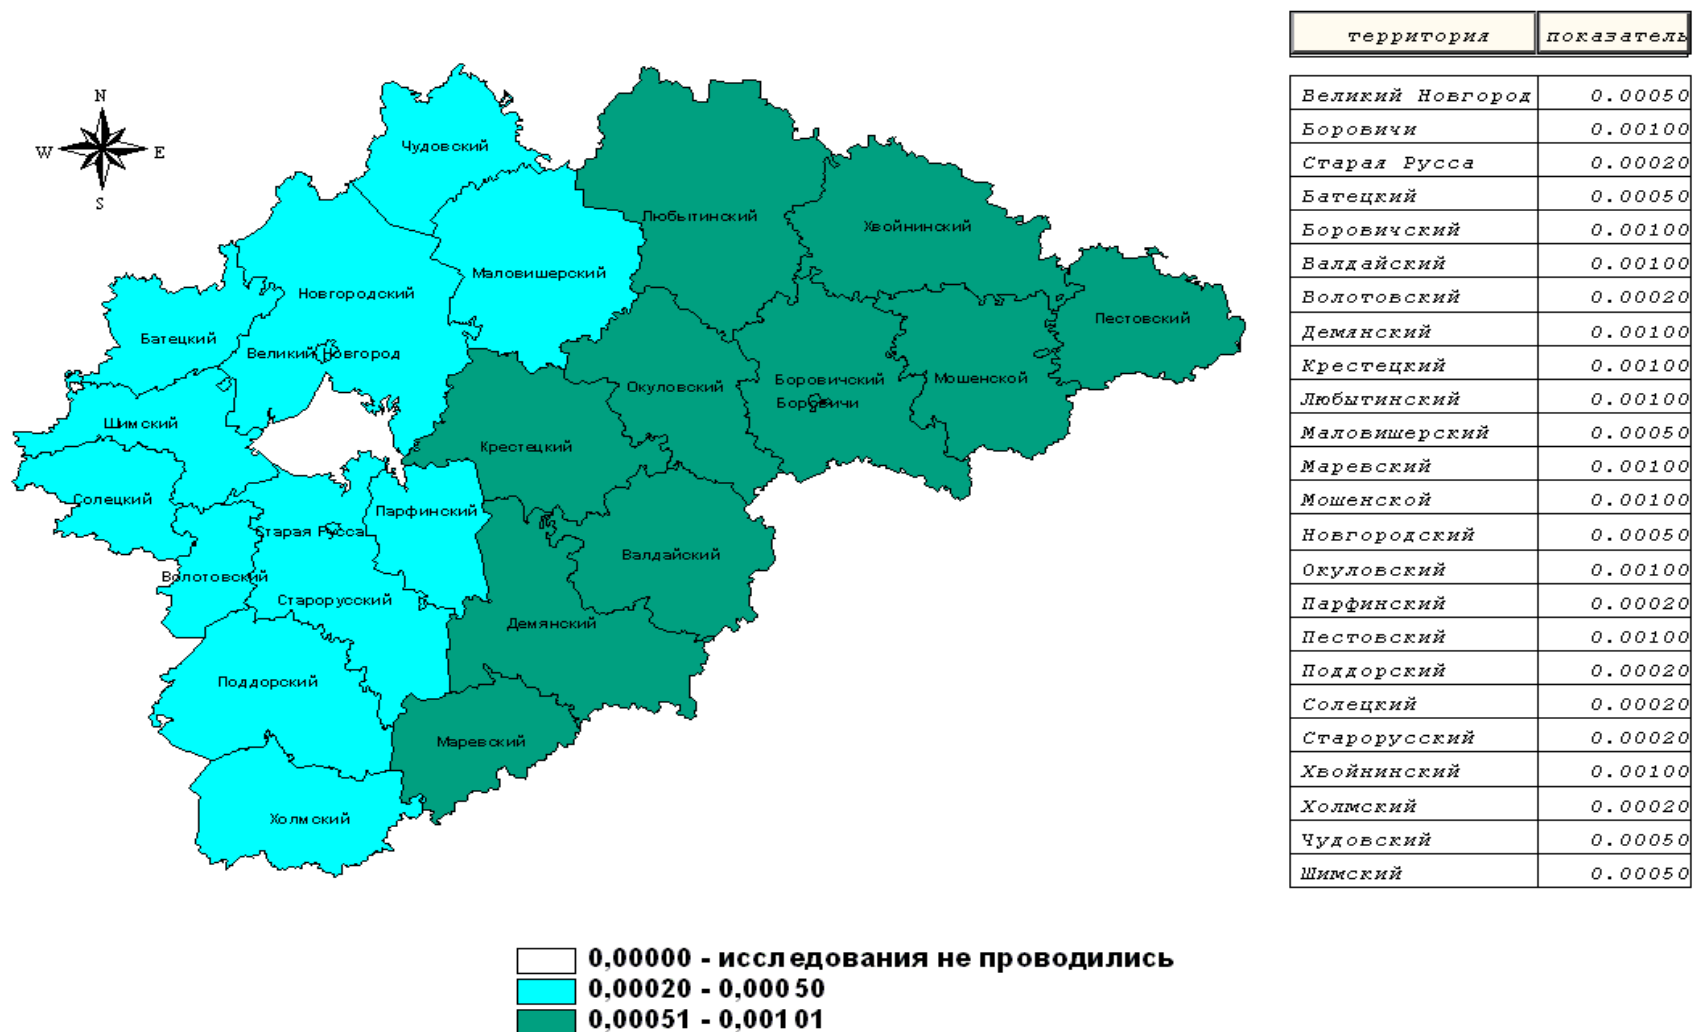 N
W E
S
Чудовский
Любытинский
Хвойнинский
Маловишерский
Новгородский
Пестовский
Батецкий
Великий Новгород
Окуловский
Боровичский
Мошенской
Боровичи
Шимский
Крестецкий
Солецкий
Парфинский
Старая Русса
Валдайский
Волотовский
Старорусский
Демянский
Поддорский
Маревский
Холмский
территория показатель
Великий Новгород 0.00050
Боровичи 0.00100
Старая Русса 0.00020
Батецкий 0.00050
Боровичский 0.00100
Валдайский 0.00100
Волотовский 0.00020
Демянский 0.00100
Крестецкий 0.00100
Любытинский 0.00100
Маловишерский 0.00050
Маревский 0.00100
Мошенской 0.00100
Новгородский 0.00050
Окуловский 0.00100
Парфинский 0.00020
Пестовский 0.00100
Поддорский 0.00020
Солецкий 0.00020
Старорусский 0.00020
Хвойнинский 0.00100
Холмский 0.00020
Чудовский 0.00050
Шимский 0.00050
0,00000 - исследования не проводились
0,00020 - 0,00050
0,00051 - 0,00101